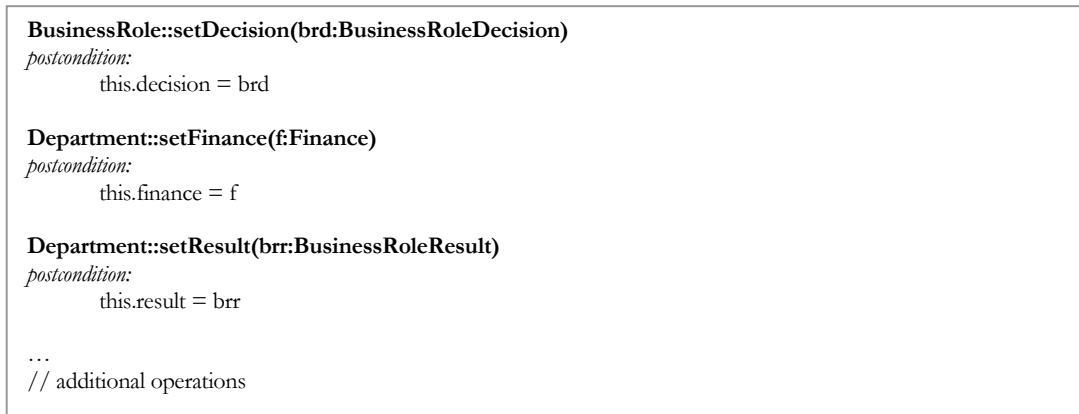 BusinessRole::setDecision(brd:BusinessRoleDecision)
postcondition:
this.decision = brd
Department::setFinance(f:Finance)
postcondition:
this.finance = f
Department::setResult(brr:BusinessRoleResult)
postcondition:
this.result = brr
…
// additional operations